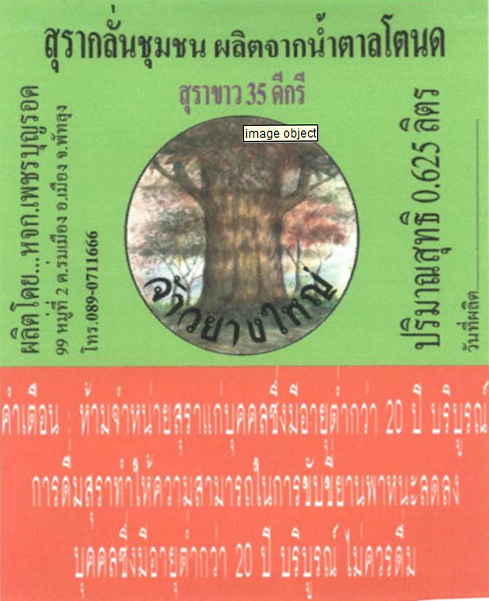 สุรากลั่นชุมชน ผลิตจากน้ำตาลโตนด
สุราขาว 35 ดีกรี
image object
จ้าวยางใหญ่
ผลิตโดย...หจก.เพชรบุญรอด
99 หมู่ที่ 2 ต.ร่มเมือง อ.เมือง จ.พัทลุง
โทร.089-0711666
ปริมาณสุทธิ 0.625 ลิตร
วันที่ผลิต
คำเตือน : ห้ามจำหน่ายสุราแก่บุคคลซึ่งมีอายุต่ำกว่า 20 ปี บริบูรณ์
การดื่มสุราทำให้ความสามารถในการขับขี่ยานพาหนะลดลง
บุคคลซึ่งมีอายุต่ำกว่า 20 ปี บริบูรณ์ ไม่ควรดื่ม